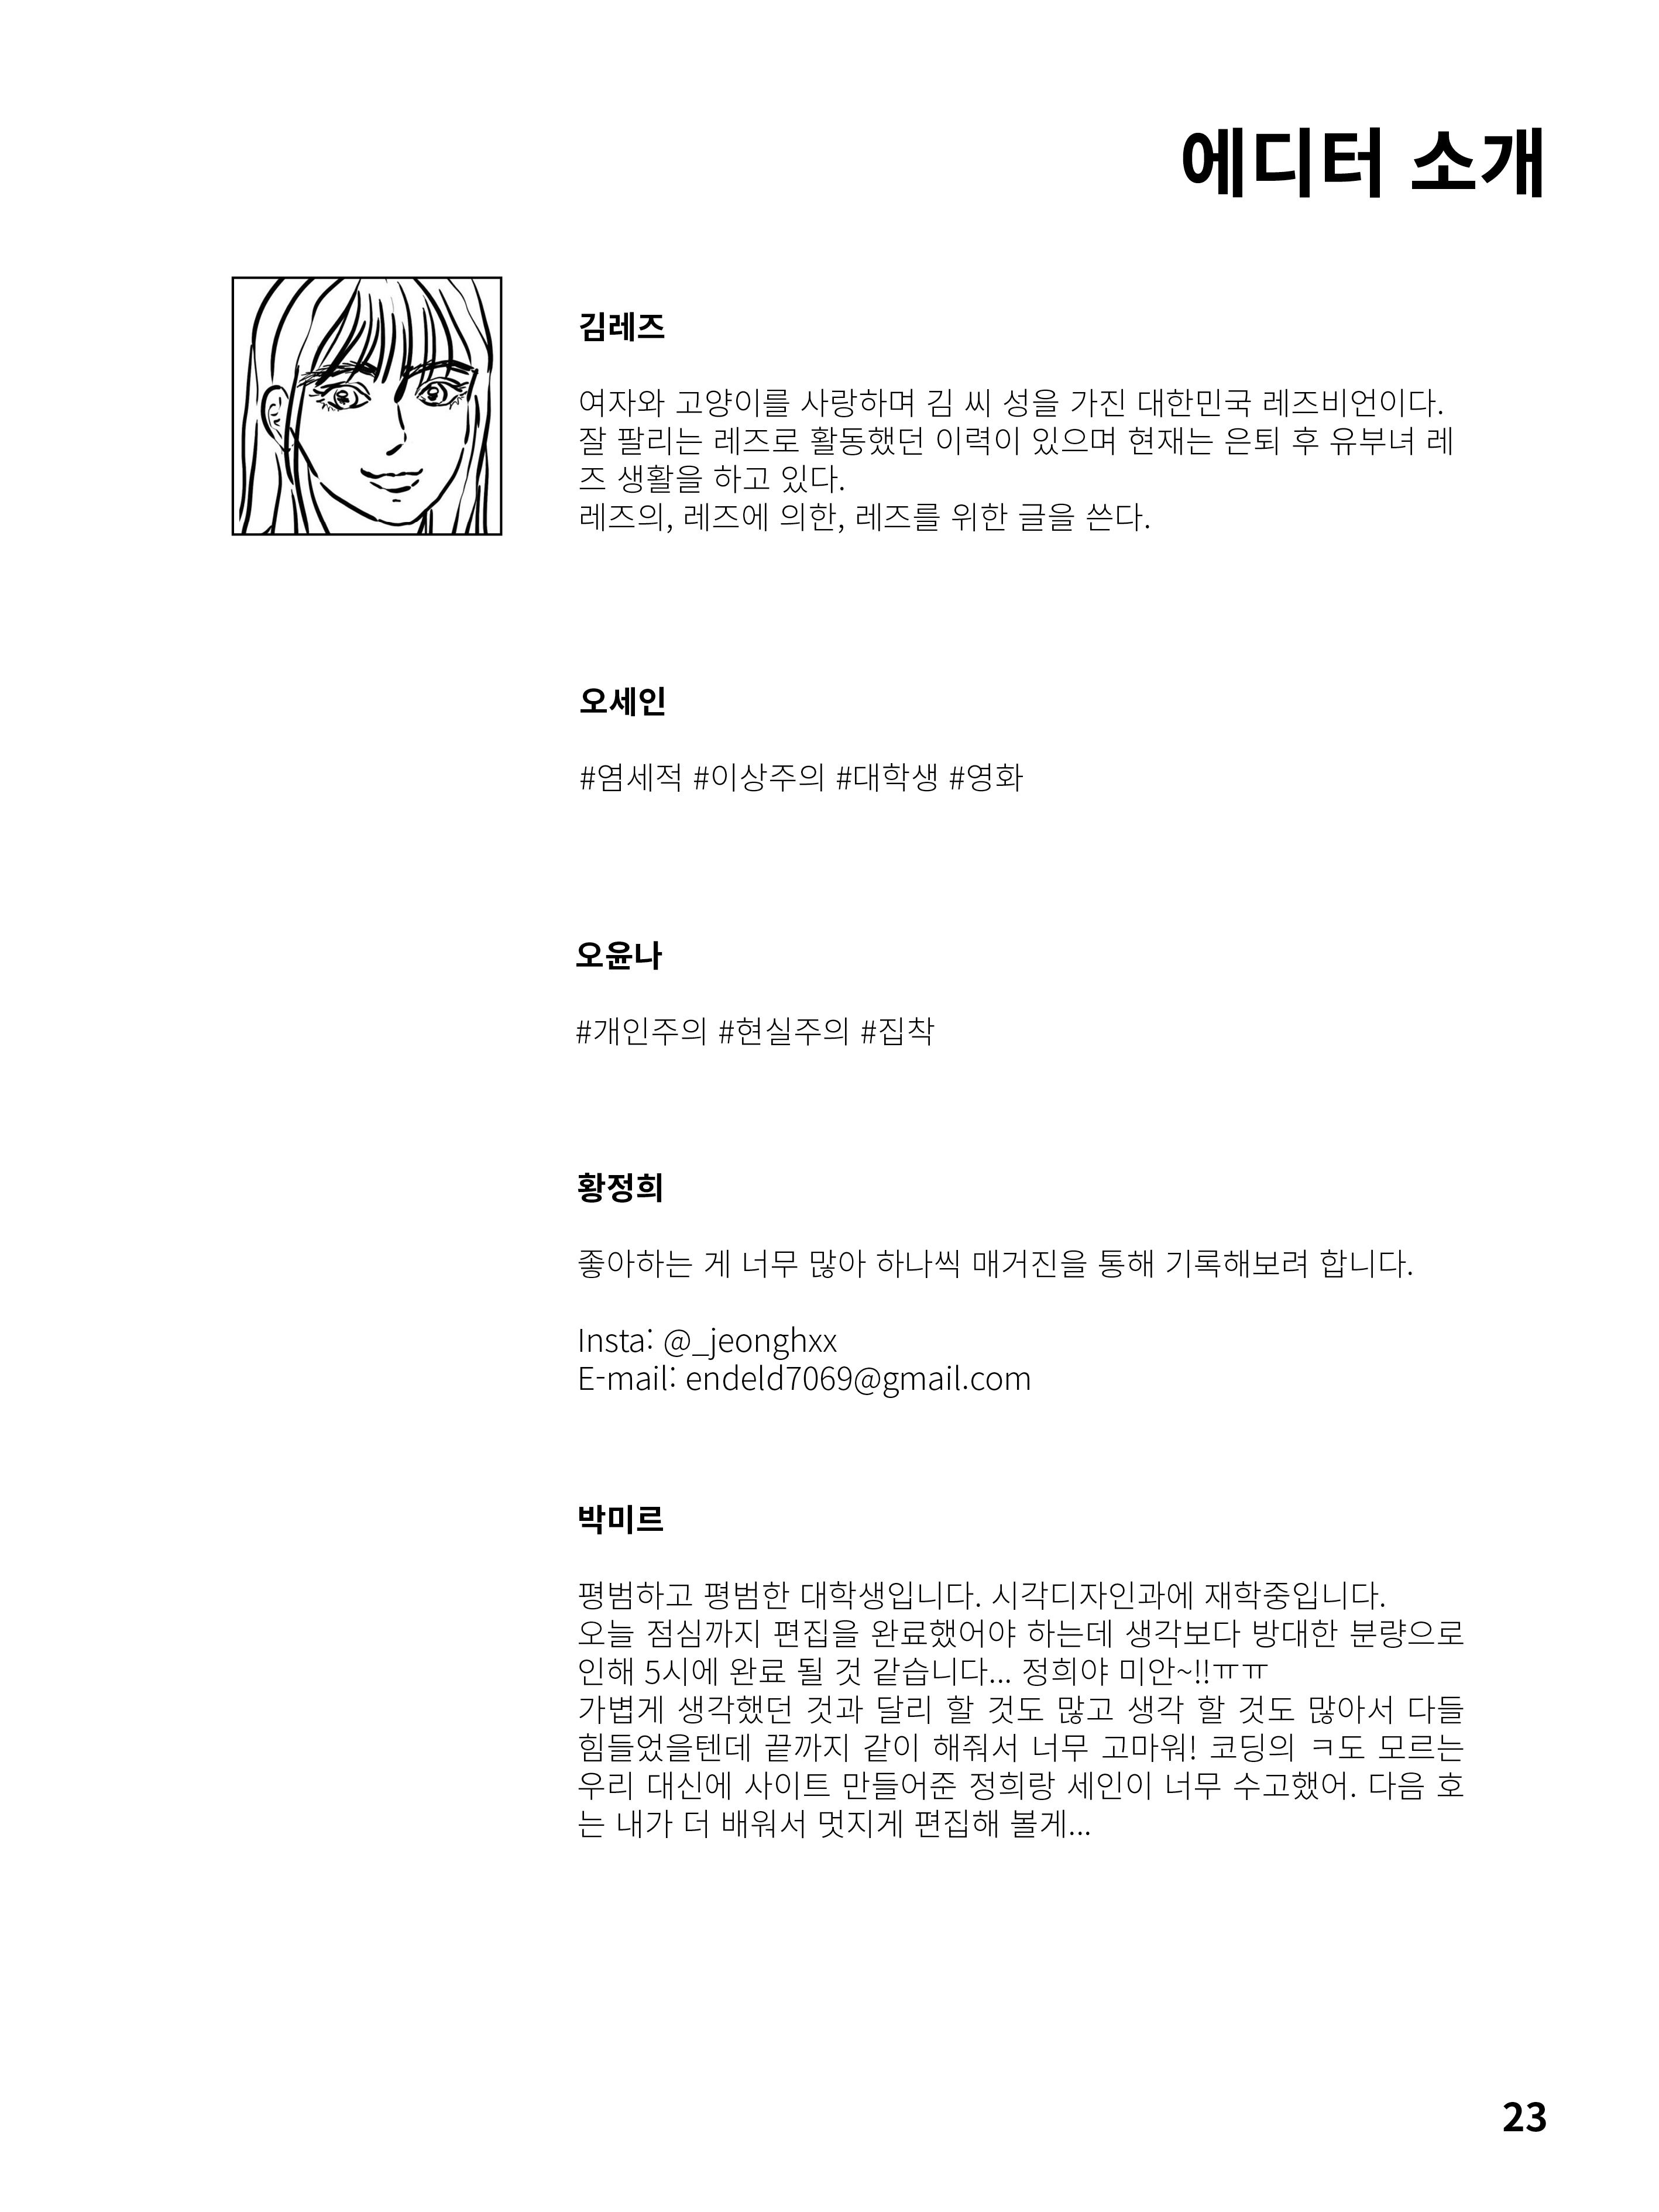 에디터 소개
김레즈
여자와 고양이를 사랑하며 김 씨 성을 가진 대한민국 레즈비언이다.
잘 팔리는 레즈로 활동했던 이력이 있으며 현재는 은퇴 후 유부녀 레
즈 생활을 하고 있다.
레즈의, 레즈에 의한, 레즈를 위한 글을 쓴다.
오세인
#염세적 #이상주의 #대학생 #영화
오윤나
#개인주의 #현실주의 #집착
황정희
좋아하는 게 너무 많아 하나씩 매거진을 통해 기록해보려 합니다.
Insta: @_jeonghxx
E-mail: endeld7069@gmail.com
박미르
평범하고 평범한 대학생입니다. 시각디자인과에 재학중입니다.
오늘 점심까지 편집을 완료했어야 하는데 생각보다 방대한 분량으로
인해 5시에 완료 될 것 같습니다... 정희야 미안~!!ㅠㅠ
가볍게 생각했던 것과 달리 할 것도 많고 생각 할 것도 많아서 다들
힘들었을텐데 끝까지 같이 해줘서 너무 고마워! 코딩의 ㅋ도 모르는
우리 대신에 사이트 만들어준 정희랑 세인이 너무 수고했어. 다음 호
는 내가 더 배워서 멋지게 편집해 볼게...
23